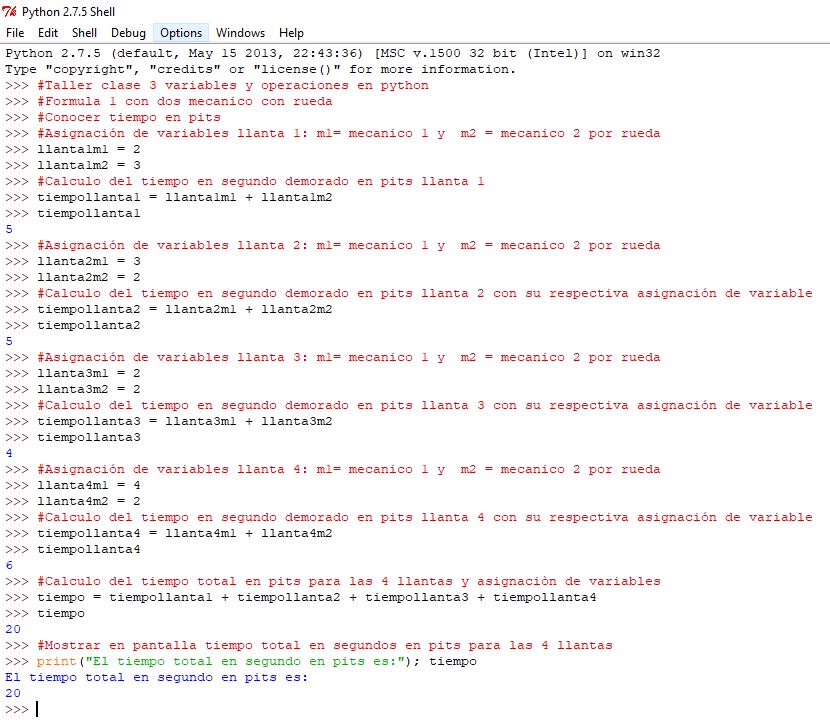 Python 2.7.5 Shell
File Edit Shell Debug Options Windows Help
Python 2.7.5 (default, May 15 2013, 22:43:36) [MSC v.1500 32 bit (Intel)] on win32
Type "copyright", "credits" or "license()" for more information.
>>> #Taller clase 3 variables y operaciones en python
>>> #Formula 1 con dos mecanico con rueda
>>> #Conocer tiempo en pits
>>> #Asignación de variables llanta 1: m1= mecanico 1 y  m2 = mecanico 2 por rueda
>>> llanta1m1 = 2
>>> llanta1m2 = 3
>>> #Calculo del tiempo en segundo demorado en pits llanta 1
>>> tiempollanta1 = llanta1m1 + llanta1m2
>>> tiempollanta1
5
>>> #Asignación de variables llanta 2: m1= mecanico 1 y  m2 = mecanico 2 por rueda
>>> llanta2m1 = 3
>>> llanta2m2 = 2
>>> #Calculo del tiempo en segundo demorado en pits llanta 2 con su respectiva asignación de variable
>>> tiempollanta2 = llanta2m1 + llanta2m2
>>> tiempollanta2
5
>>> #Asignación de variables llanta 3: m1= mecanico 1 y  m2 = mecanico 2 por rueda
>>> llanta3m1 = 2
>>> llanta3m2 = 2
>>> #Calculo del tiempo en segundo demorado en pits llanta 3 con su respectiva asignación de variable
>>> tiempollanta3 = llanta3m1 + llanta3m2
>>> tiempollanta3
4
>>> #Asignación de variables llanta 4: m1= mecanico 1 y  m2 = mecanico 2 por rueda
>>> llanta4m1 = 4
>>> llanta4m2 = 2
>>> #Calculo del tiempo en segundo demorado en pits llanta 4 con su respectiva asignación de variable
>>> tiempollanta4 = llanta4m1 + llanta4m2
>>> tiempollanta4
6
>>> #Calculo del tiempo total en pits para las 4 llantas y asignaciòn de variables
>>> tiempo = tiempollanta1 + tiempollanta2 + tiempollanta3 + tiempollanta4
>>> tiempo
20
>>> #Mostrar en pantalla tiempo total en segundos en pits para las 4 llantas
>>> print("El tiempo total en segundo en pits es:"); tiempo
El tiempo total en segundo en pits es:
20
>>>